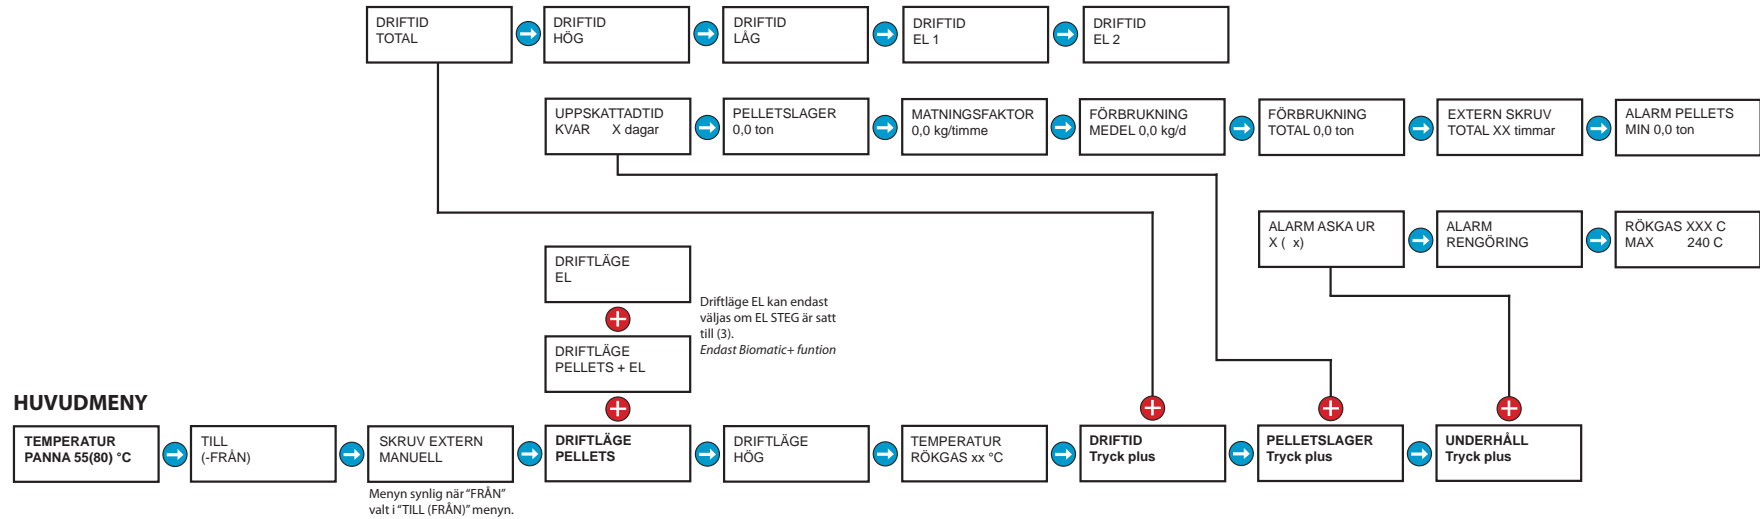 DRIFTID
TOTAL
DRIFTID
HÖG
DRIFTID
LÅG
DRIFTID
EL 1
DRIFTID
EL 2
UPPSKATTADTID
KVAR X dagar
PELLETSLAGER
0,0 ton
MATNINGSFAKTOR
0,0 kg/timme
FÖRBRUKNING
MEDEL 0,0 kg/d
FÖRBRUKNING
TOTAL 0,0 ton
EXTERN SKRUV
TOTAL XX timmar
ALARM PELLETS
MIN 0,0 ton
ALARM ASKA UR
X ( x)
ALARM
RENGÖRING
RÖKGAS XXX C
MAX 240 C
DRIFTLÄGE
EL
Driftläge EL kan endast
väljas om EL STEG är satt
till (3).
Endast Biomatic+ funtion
DRIFTLÄGE
PELLETS + EL
HUVUDMENY
TEMPERATUR
PANNA 55(80) °C
TILL
(-FRÅN)
SKRUV EXTERN
MANUELL
Menyn synlig när "FRÅN"
valt i "TILL (FRÅN)" menyn.
DRIFTLÄGE
PELLETS
DRIFTLÄGE
HÖG
TEMPERATUR
RÖKGAS xx °C
DRIFTID
Tryck plus
PELLETSLAGER
Tryck plus
UNDERHÅLL
Tryck plus